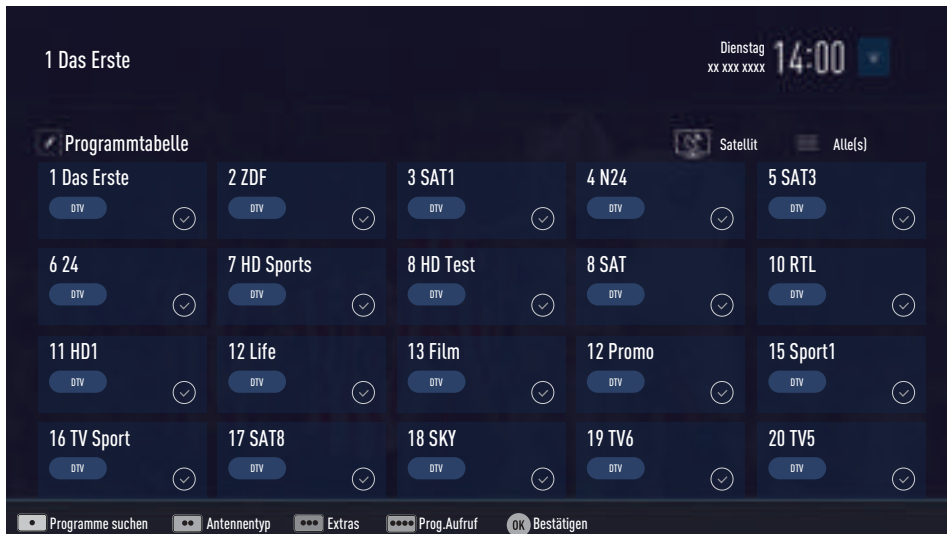 1 Das Erste
Dienstag
xx xxx xxxx
14:00
Programmtabelle
Satellit
Alle(s)
1 Das Erste
2 ZDF
3 SAT1
4 N24
5 SAT3
DTV
DTV
DTV
DTV
DTV
6 24
7 HD Sports
8 HD Test
8 SAT
10 RTL
DTV
DTV
DTV
DTV
DTV
11 HD1
12 Life
13 Film
12 Promo
15 Sport1
DTV
DTV
DTV
DTV
DTV
16 TV Sport
17 SAT8
18 SKY
19 TV6
20 TV5
DTV
DTV
DTV
DTV
DTV
Programme suchen
Antennentyp
Extras
Prog.Aufruf
OK Bestätigen